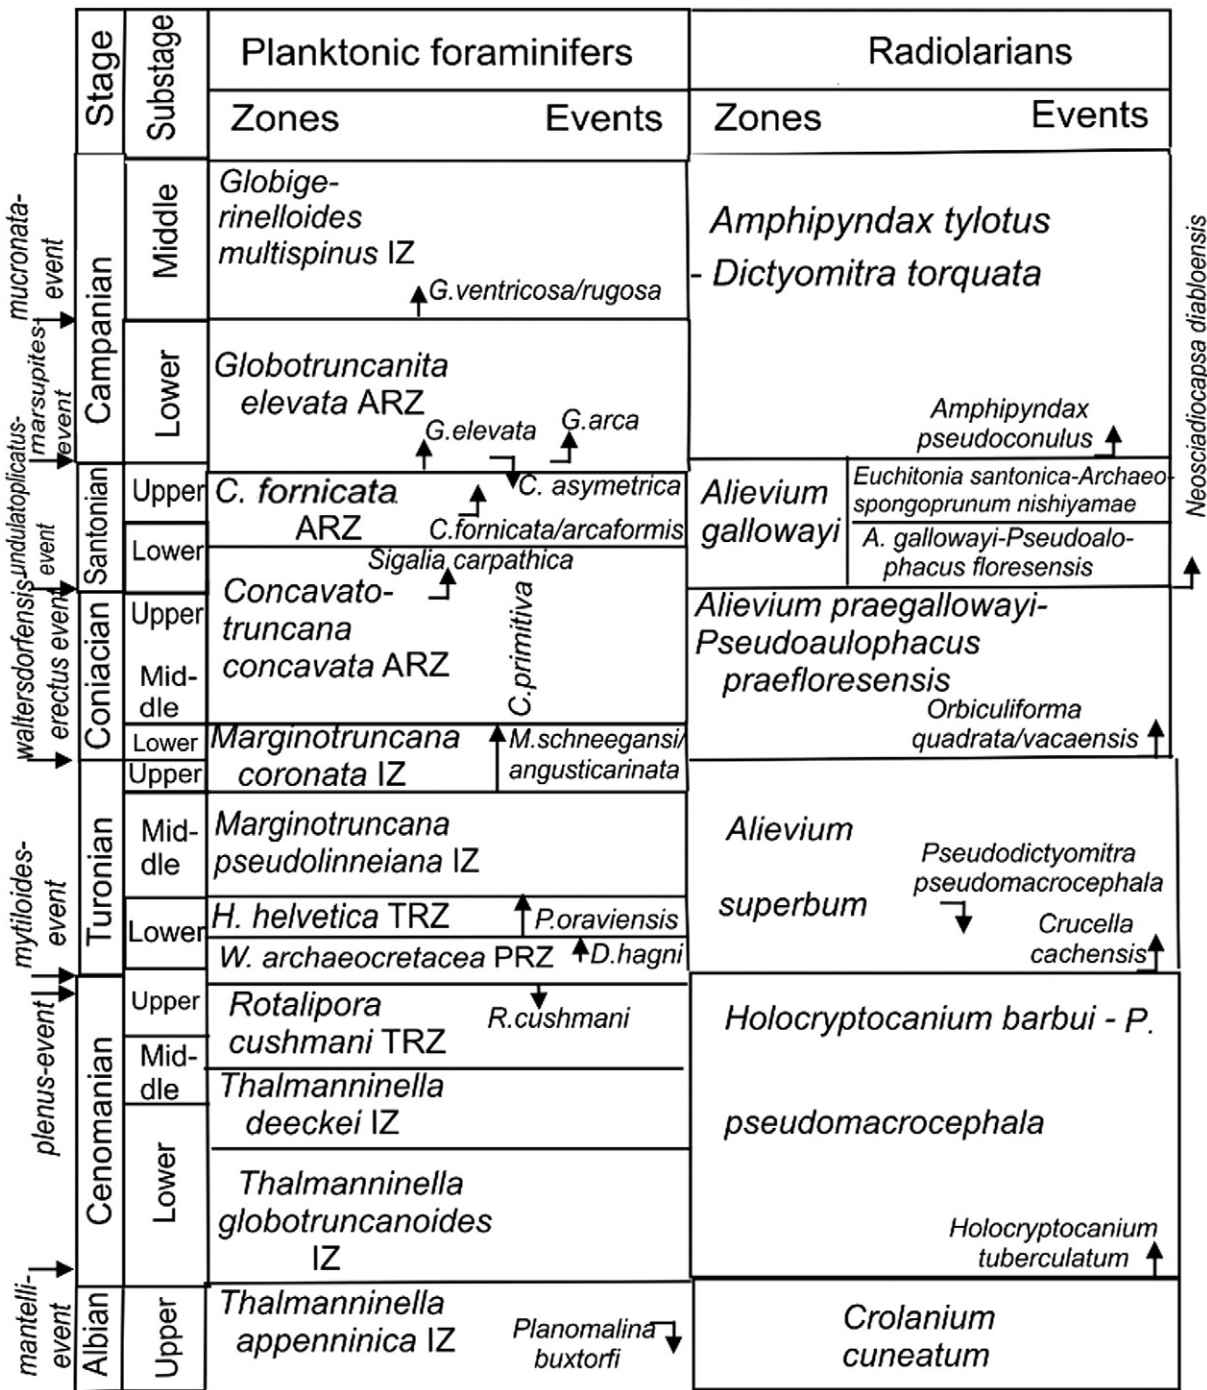 Stage
Substage
Planktonic foraminifers
Radiolarians
Zones
Events
Zones
Events
mucronata-
event
marsupites-
event
undulatoplicatus-
event
waltersdorfensis
erectus event
mytiloides-
event
plenus-event
mantelli-
event
Campanian
Santonian
Coniacian
Turonian
Cenomanian
Albian
Middle
Lower
Upper
Lower
Upper
Mid-
dle
Lower
Upper
Mid-
dle
Lower
Upper
Mid-
dle
Lower
Upper
Globige-
rinelloides
multispinus IZ
G.ventricosa/rugosa
Globotruncanita
elevata ARZ
G.elevata
G.arca
C. fornicata
ARZ
C. asymetrica
C.fornicata/arcaformis
Sigalia carpathica
Concavato-
truncana
concavata ARZ
C.primitiva
Marginotruncana
coronata IZ
M.schneegansi/
angusticarinata
Marginotruncana
pseudolinneiana IZ
H. helvetica TRZ
P.oraviensis
W. archaeocretacea PRZ
D.hagni
Rotalipora
cushmani TRZ
R.cushmani
Thalmanninella
deeckei IZ
Thalmanninella
globotruncanoides
IZ
Thalmanninella
appenninica IZ
Planomalina
buxtorfi
Amphipyndax tylotus
- Dictyomitra torquata
Amphipyndax
pseudoconulus
Alievium
gallowayi
Euchitonia santonica-Archaeo-
spongoprunum nishiyamae
A. gallowayi-Pseudoalo-
phacus floresensis
Alievium praegallowayi-
Pseudoaulophacus
praefloresensis
Orbiculiforma
quadrata/vacaensis
Alievium
superbum
Pseudodictyomitra
pseudomacrocephala
Crucella
cachensis
Holocryptocanium barbui - P.
pseudomacrocephala
Holocryptocanium
tuberculatum
Crolanium
cuneatum
Neosciadiocapsa diabloensis